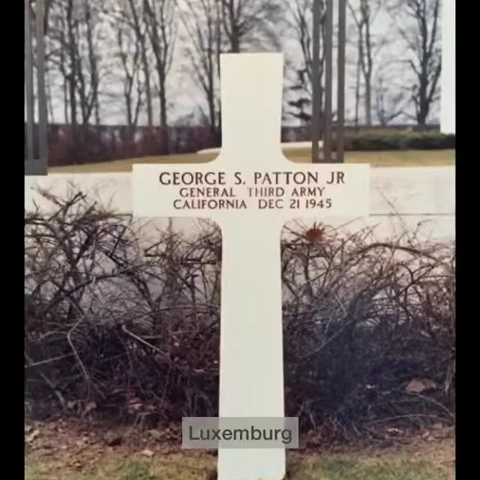 GEORGE S. PATTON JR
GENERAL THIRD ARMY
CALIFORNIA DEC 21 1945
Luxemburg